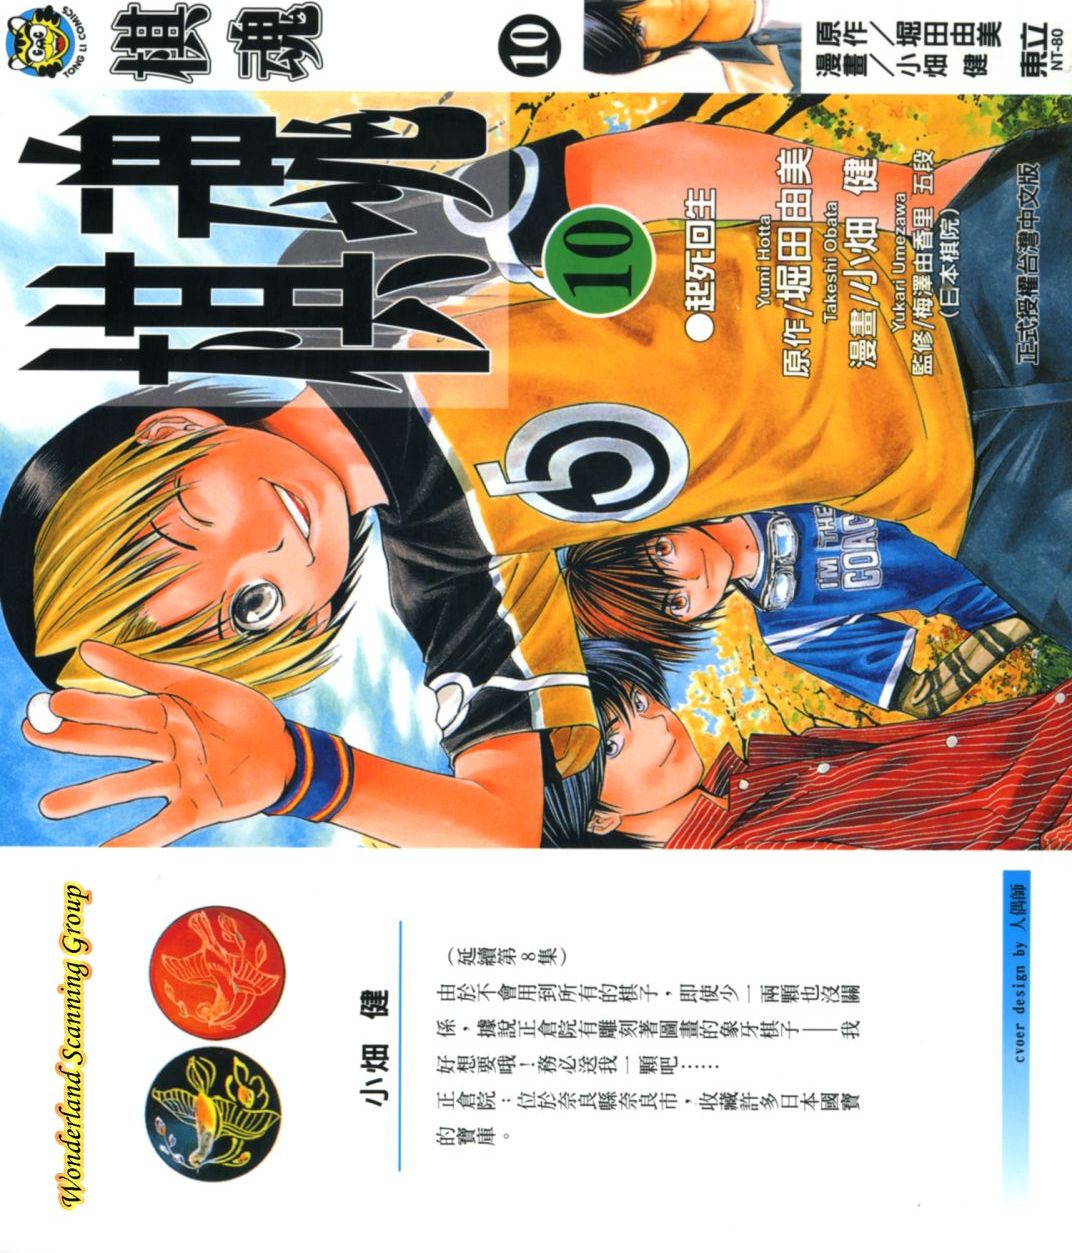 TONG LI COMICS
棋魂
10
原作／堀田由美
漫畫／小畑 健
東立
NT-80
棋魂
10
●起死回生
Yumi Hotta
原作/堀田由美
Takeshi Obata
漫畫/小畑 健
Yukari Umezawa
監修/梅澤由香里 五段
(日本棋院)
正式授權台灣中文版
5
I'M THE
COAC
Wonderland Scanning Group
小畑 健
(延續第8集)
由於不會用到所有的棋子，即使少一兩顆也沒關
係，據說正倉院有雕刻著圖畫的象牙棋子——我
好想要哦！務必送我一顆吧……
正倉院：位於奈良縣奈良市，收藏許多日本國寶
的寶庫。
cvoer design by 人偶師